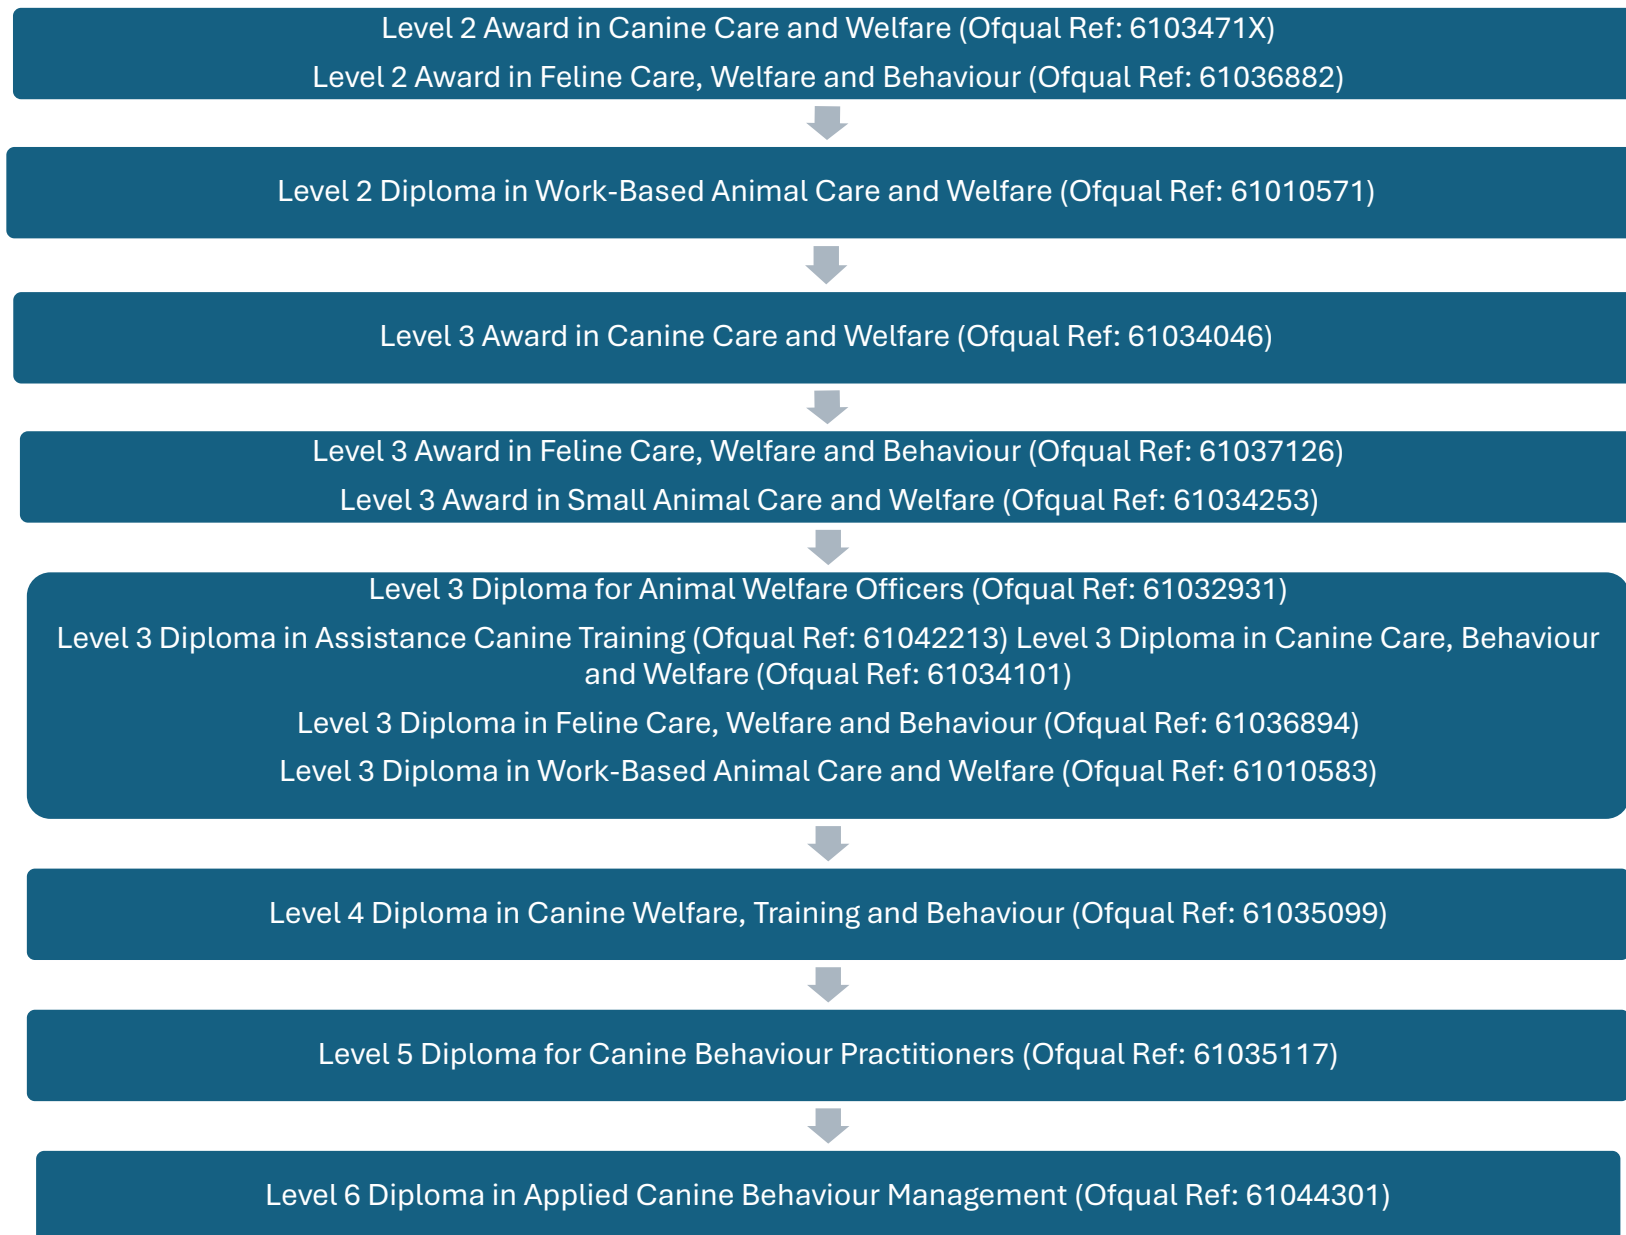 Level 2 Award in Canine Care and Welfare (Ofqual Ref: 6103471X)
Level 2 Award in Feline Care, Welfare and Behaviour (Ofqual Ref: 61036882)
Level 2 Diploma in Work-Based Animal Care and Welfare (Ofqual Ref: 61010571)
Level 3 Award in Canine Care and Welfare (Ofqual Ref: 61034046)
Level 3 Award in Feline Care, Welfare and Behaviour (Ofqual Ref: 61037126)
Level 3 Award in Small Animal Care and Welfare (Ofqual Ref: 61034253)
Level 3 Diploma for Animal Welfare Officers (Ofqual Ref: 61032931)
Level 3 Diploma in Assistance Canine Training (Ofqual Ref: 61042213) Level 3 Diploma in Canine Care, Behaviour
and Welfare (Ofqual Ref: 61034101)
Level 3 Diploma in Feline Care, Welfare and Behaviour (Ofqual Ref: 61036894)
Level 3 Diploma in Work-Based Animal Care and Welfare (Ofqual Ref: 61010583)
Level 4 Diploma in Canine Welfare, Training and Behaviour (Ofqual Ref: 61035099)
Level 5 Diploma for Canine Behaviour Practitioners (Ofqual Ref: 61035117)
Level 6 Diploma in Applied Canine Behaviour Management (Ofqual Ref: 61044301)